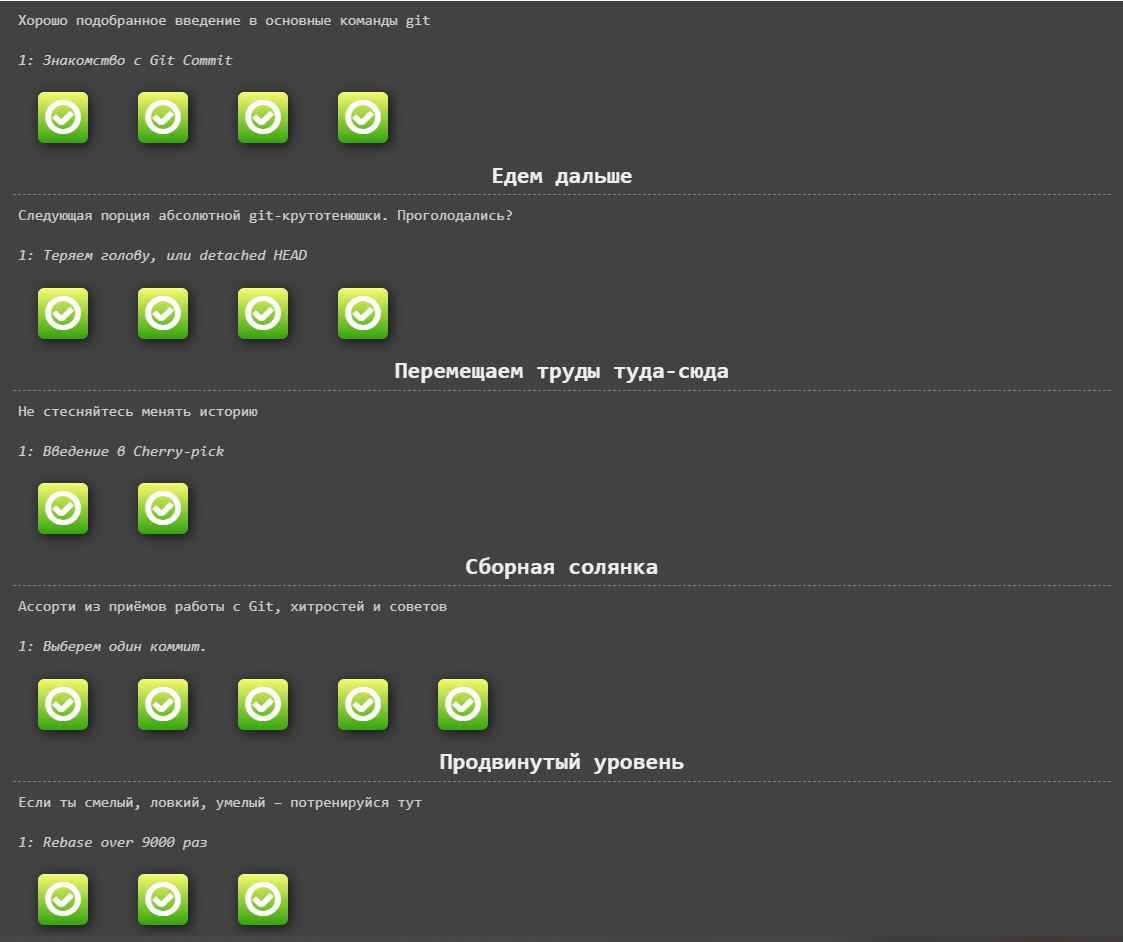 Хорошо подобранное введение в основные команды git
1: Знакомство с Git Commit
Едем дальше
Следующая порция абсолютной git-крутотенюшки. Проголодались?
1: Теряем голову, или detached HEAD
Перемещаем труды туда-сюда
Не стесняйтесь менять историю
1: Введение в Cherry-pick
Сборная солянка
Ассорти из приёмов работы с Git, хитростей и советов
1: Выберем один коммит.
Продвинутый уровень
Если ты смелый, ловкий, умелый – потренируйся тут
1: Rebase over 9000 раз